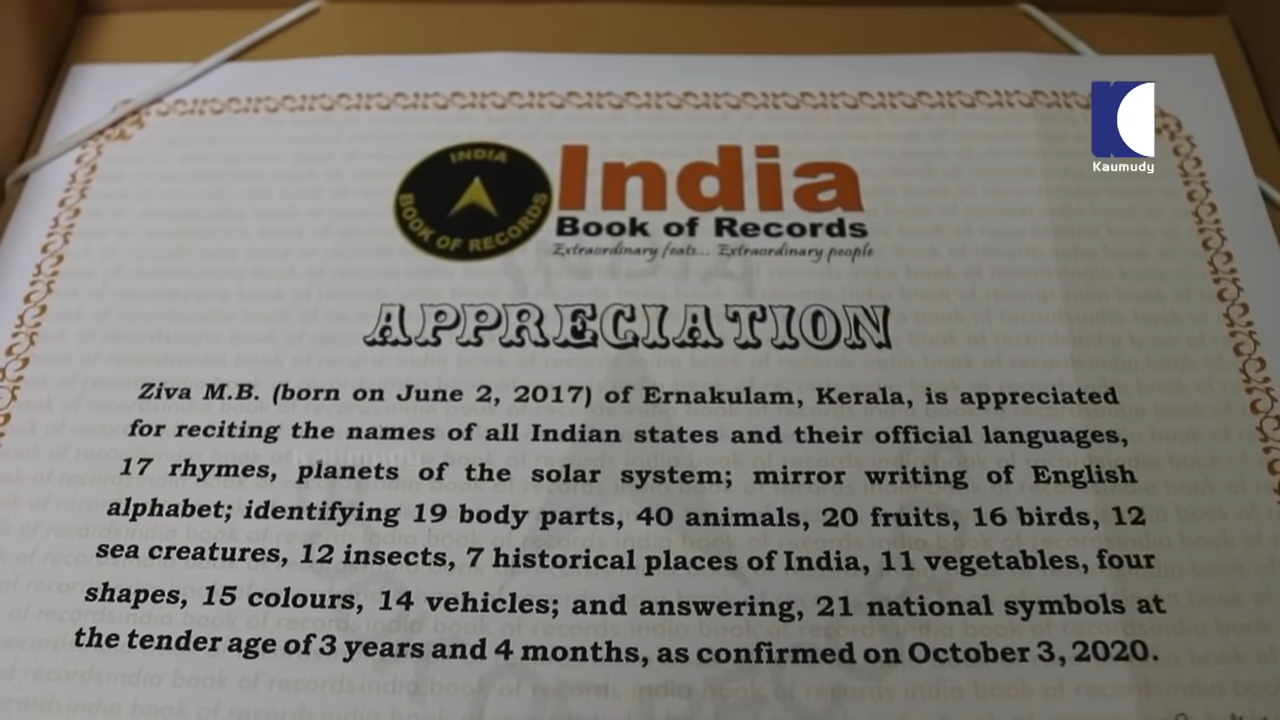 Kaumudy
INDIA
BOOK OF RECORDS
India
Book of Records
Extraordinary feats... Extraordinary people
APPRECIATION
Ziva M.B. (born on June 2, 2017) of Ernakulam, Kerala, is appreciated
for reciting the names of all Indian states and their official languages,
17 rhymes, planets of the solar system; mirror writing of English
alphabet; identifying 19 body parts, 40 animals, 20 fruits, 16 birds, 12
sea creatures, 12 insects, 7 historical places of India, 11 vegetables, four
shapes, 15 colours, 14 vehicles; and answering, 21 national symbols at
the tender age of 3 years and 4 months, as confirmed on October 3, 2020.